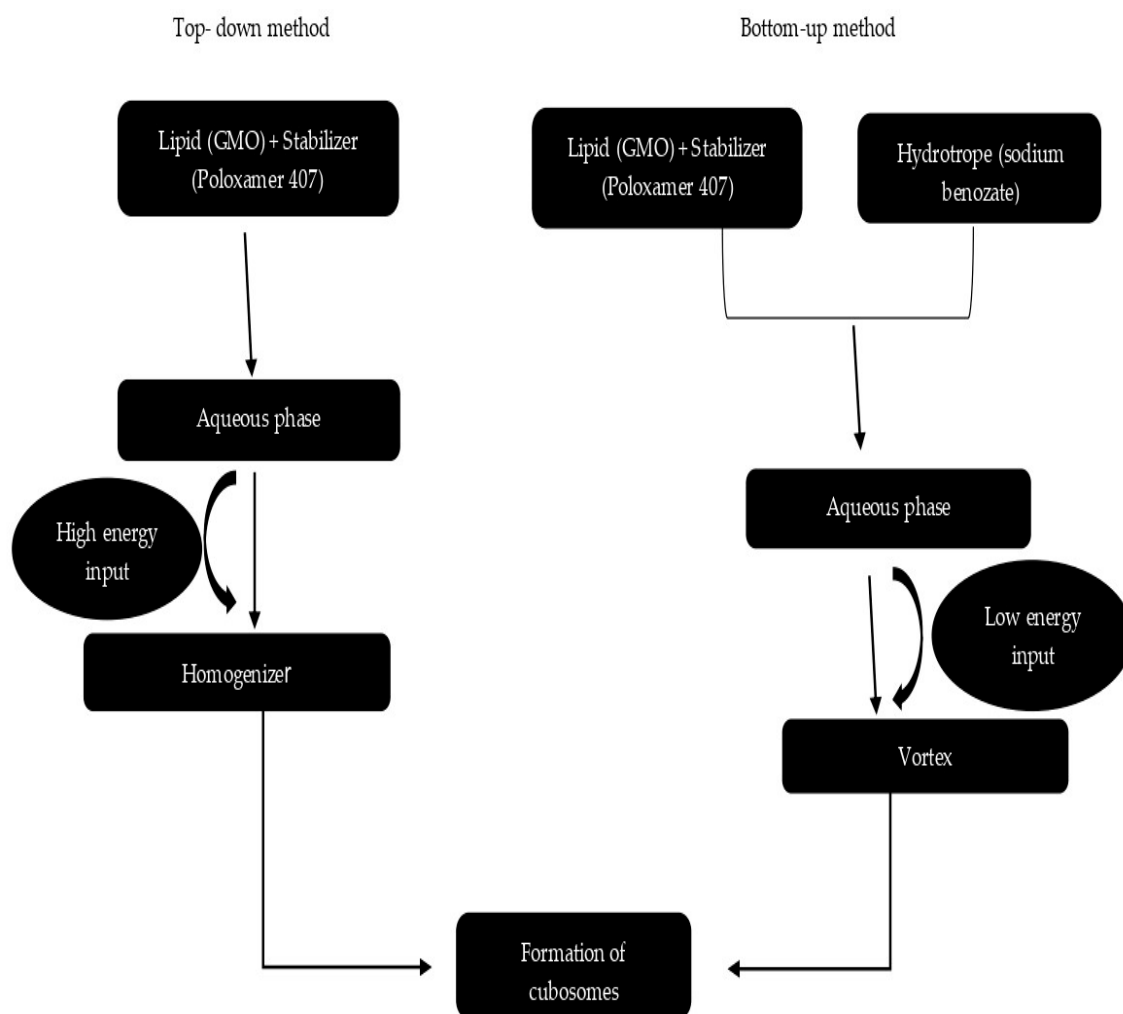 Top- down method
Bottom-up method
Lipid (GMO) + Stabilizer
(Poloxamer 407)
Lipid (GMO) + Stabilizer
(Poloxamer 407)
Hydrotrope (sodium
benozate)
Aqueous phase
High energy
input
Homogenizer
Aqueous phase
Low energy
input
Vortex
Formation of
cubosomes